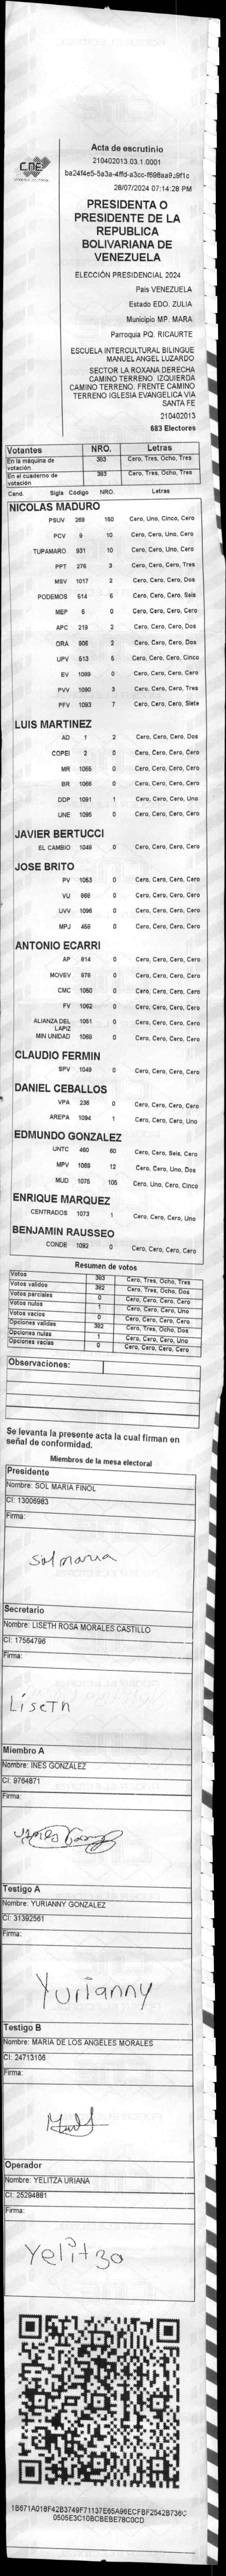 CNE
Acta de escrutinio
210402013.03.1.0001
28/07/2024 07:14:28 PM
PRESIDENTA O
PRESIDENTE DE LA
REPUBLICA
BOLIVARIANA DE
VENEZUELA
ELECCIÓN PRESIDENCIAL 2024
País VENEZUELA
Estado EDO. ZULIA
Municipio MP. MARA
Parroquia PQ. RICAURTE
ESCUELA INTERCULTURAL BILINGUE
MANUEL ANGEL LUZARDO
SECTOR LA ROXANA DERECHA
CAMINO TERRENO. IZQUIERDA
CAMINO TERRENO. FRENTE CAMINO
TERRENO IGLESIA EVANGELICA VIA
SANTA FE
210402013
683 Electores
Votantes NRO. Letras
En la máquina de votación 383 Cero, Tres, Ocho, Tres
En el cuaderno de votación 383 Cero, Tres, Ocho, Tres
Cand. Sigla Código NRO. Letras
NICOLAS MADURO
PSUV 269 150 Cero, Uno, Cinco, Cero
PCV 9 10 Cero, Cero, Uno, Cero
TUPAMARO 931 10 Cero, Cero, Uno, Cero
PPT 276 3 Cero, Cero, Cero, Tres
MSV 1017 2 Cero, Cero, Cero, Dos
PODEMOS 514 6 Cero, Cero, Cero, Seis
MEP 6 0 Cero, Cero, Cero, Cero
APC 219 2 Cero, Cero, Cero, Dos
ORA 906 2 Cero, Cero, Cero, Dos
UPV 513 5 Cero, Cero, Cero, Cinco
EV 1089 0 Cero, Cero, Cero, Cero
PVV 1090 3 Cero, Cero, Cero, Tres
PFV 1093 7 Cero, Cero, Cero, Siete
LUIS MARTINEZ
AD 1 2 Cero, Cero, Cero, Dos
COPEI 2 0 Cero, Cero, Cero, Cero
MR 1065 0 Cero, Cero, Cero, Cero
BR 1066 0 Cero, Cero, Cero, Cero
DDP 1091 1 Cero, Cero, Cero, Uno
UNE 1095 0 Cero, Cero, Cero, Cero
JAVIER BERTUCCI
EL CAMBIO 1048 0 Cero, Cero, Cero, Cero
JOSE BRITO
PV 1053 0 Cero, Cero, Cero, Cero
VU 868 0 Cero, Cero, Cero, Cero
UVV 1096 0 Cero, Cero, Cero, Cero
MPJ 458 0 Cero, Cero, Cero, Cero
ANTONIO ECARRI
AP 814 0 Cero, Cero, Cero, Cero
MOVEV 878 0 Cero, Cero, Cero, Cero
CMC 1050 0 Cero, Cero, Cero, Cero
FV 1062 0 Cero, Cero, Cero, Cero
ALIANZA DEL LAPIZ 1051 0 Cero, Cero, Cero, Cero
MIN UNIDAD 1068 0 Cero, Cero, Cero, Cero
CLAUDIO FERMIN
SPV 1049 0 Cero, Cero, Cero, Cero
DANIEL CEBALLOS
VPA 236 0 Cero, Cero, Cero, Cero
AREPA 1094 1 Cero, Cero, Cero, Uno
EDMUNDO GONZALEZ
UNTC 460 60 Cero, Cero, Seis, Cero
MPV 1069 12 Cero, Cero, Uno, Dos
MUD 1075 105 Cero, Uno, Cero, Cinco
ENRIQUE MARQUEZ
CENTRADOS 1073 1 Cero, Cero, Cero, Uno
BENJAMIN RAUSSEO
CONDE 1092 0 Cero, Cero, Cero, Cero
Resumen de votos
Votos 383 Cero, Tres, Ocho, Tres
Votos validos 382 Cero, Tres, Ocho, Dos
Votos parciales 0 Cero, Cero, Cero, Cero
Votos nulos 1 Cero, Cero, Cero, Uno
Votos vacios 0 Cero, Cero, Cero, Cero
Opciones validas 382 Cero, Tres, Ocho, Dos
Opciones nulas 1 Cero, Cero, Cero, Uno
Opciones vacias 0 Cero, Cero, Cero, Cero
Observaciones:
Se levanta la presente acta la cual firman en
señal de conformidad.
Miembros de la mesa electoral
Presidente
Nombre: SOL MARIA FINOL
CI: 13006983
Firma:
Sol maria
Secretario
Nombre: LISETH ROSA MORALES CASTILLO
CI: 17564796
Firma:
LiseTh
Miembro A
Nombre: INES GONZALEZ
CI: 9764871
Firma:
Testigo A
Nombre: YURIANNY GONZALEZ
CI: 31392561
Firma:
Yurianny
Testigo B
Nombre: MARIA DE LOS ANGELES MORALES
CI: 24713106
Firma:
Operador
Nombre: YELITZA URIANA
CI: 25294881
Firma:
Yelitza